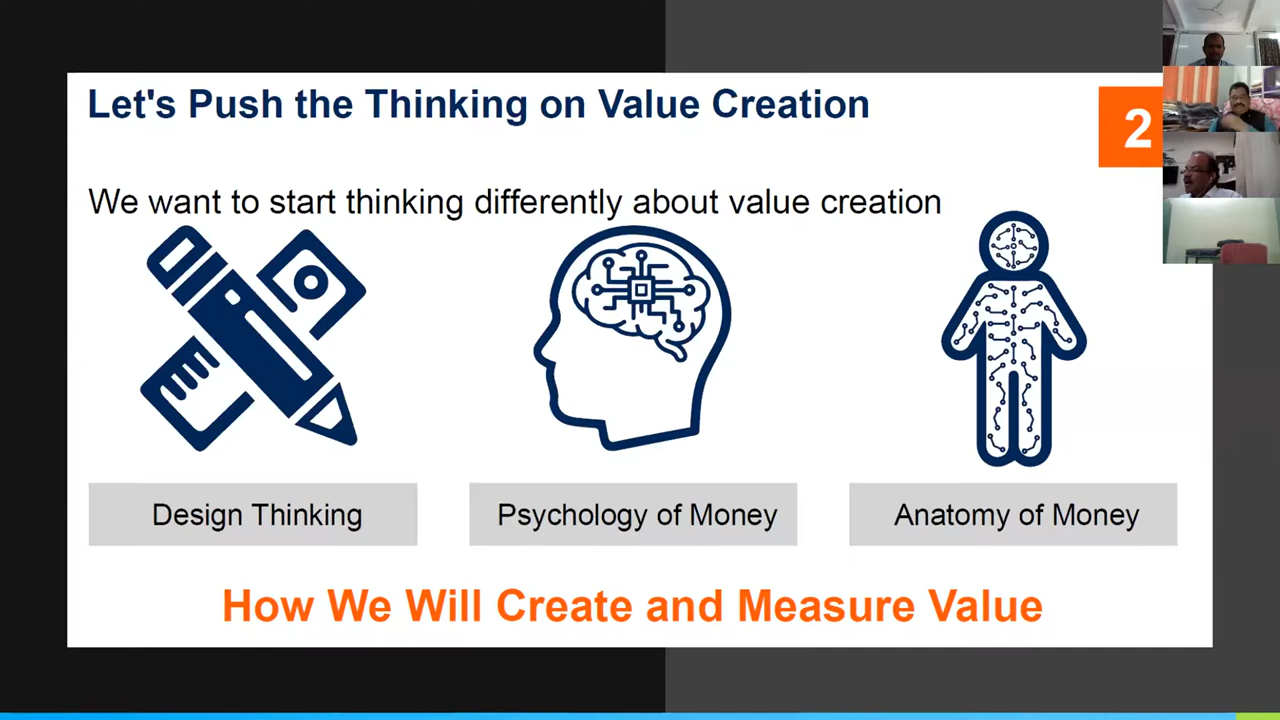 Let's Push the Thinking on Value Creation
2
We want to start thinking differently about value creation
Design Thinking
Psychology of Money
Anatomy of Money
How We Will Create and Measure Value